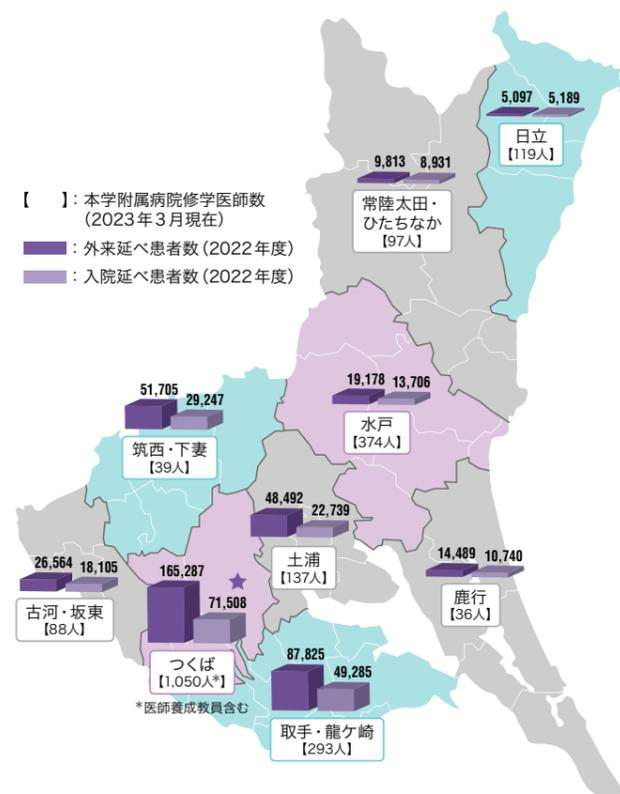 5,097 5,189
日立
【119人】
9,813 8,931
常陸太田・
ひたちなか
【97人】
【　　】：本学附属病院修学医師数
（2023年3月現在）
：外来延べ患者数（2022年度）
：入院延べ患者数（2022年度）
19,178 13,706
水戸
【374人】
51,705 29,247
筑西・下妻
【39人】
48,492 22,739
土浦
【137人】
14,489 10,740
鹿行
【36人】
26,564 18,105
古河・坂東
【88人】
165,287
71,508
つくば
【1,050人*】
*医師養成教員含む
87,825
49,285
取手・龍ケ崎
【293人】